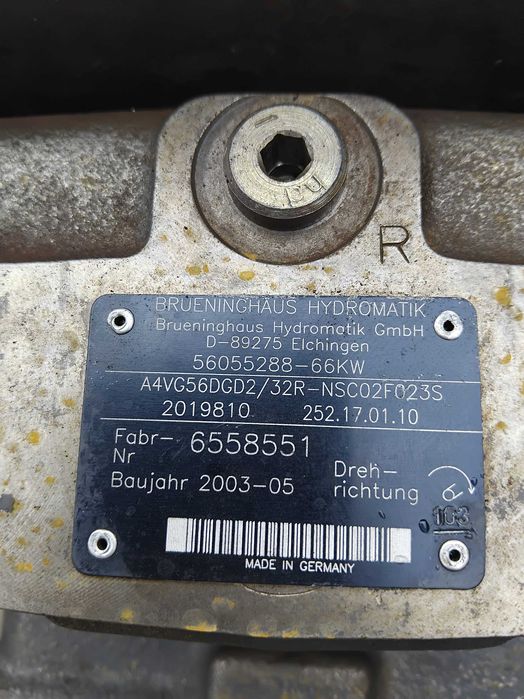 R
BRUENINGHAUS HYDROMATIK
Brueninghaus Hydromatik GmbH
D-89275 Elchingen
56055288-66KW
A4VG56DGD2/32R-NSC02F023S
2019810 252.17.01.10
Fabr-Nr 6558551
Baujahr 2003-05
Dreh-
richtung
103
MADE IN GERMANY